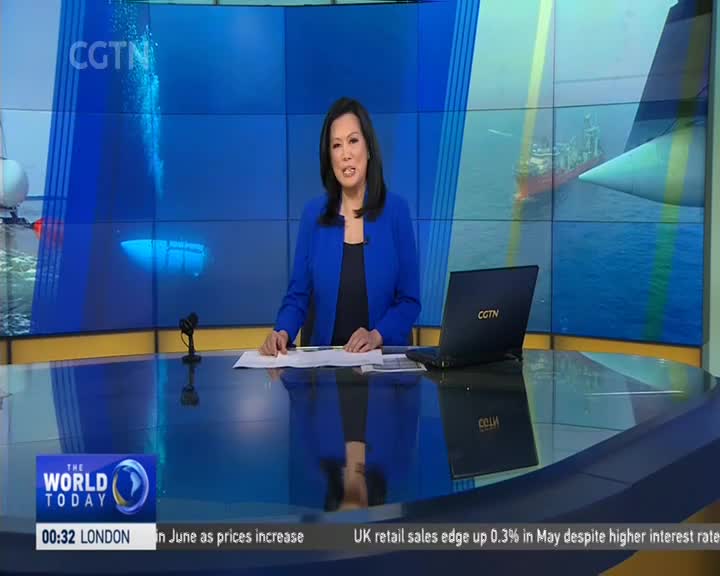 CGTN
CGTN
THE
WORLD
TODAY
00:32 LONDON
in June as prices increase UK retail sales edge up 0.3% in May despite higher interest rate